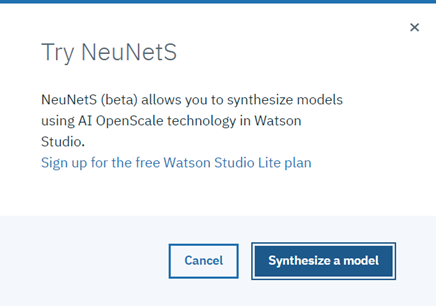 Try NeuNetS
NeuNetS (beta) allows you to synthesize models
using AI OpenScale technology in Watson
Studio.
Sign up for the free Watson Studio Lite plan
Cancel
Synthesize a model